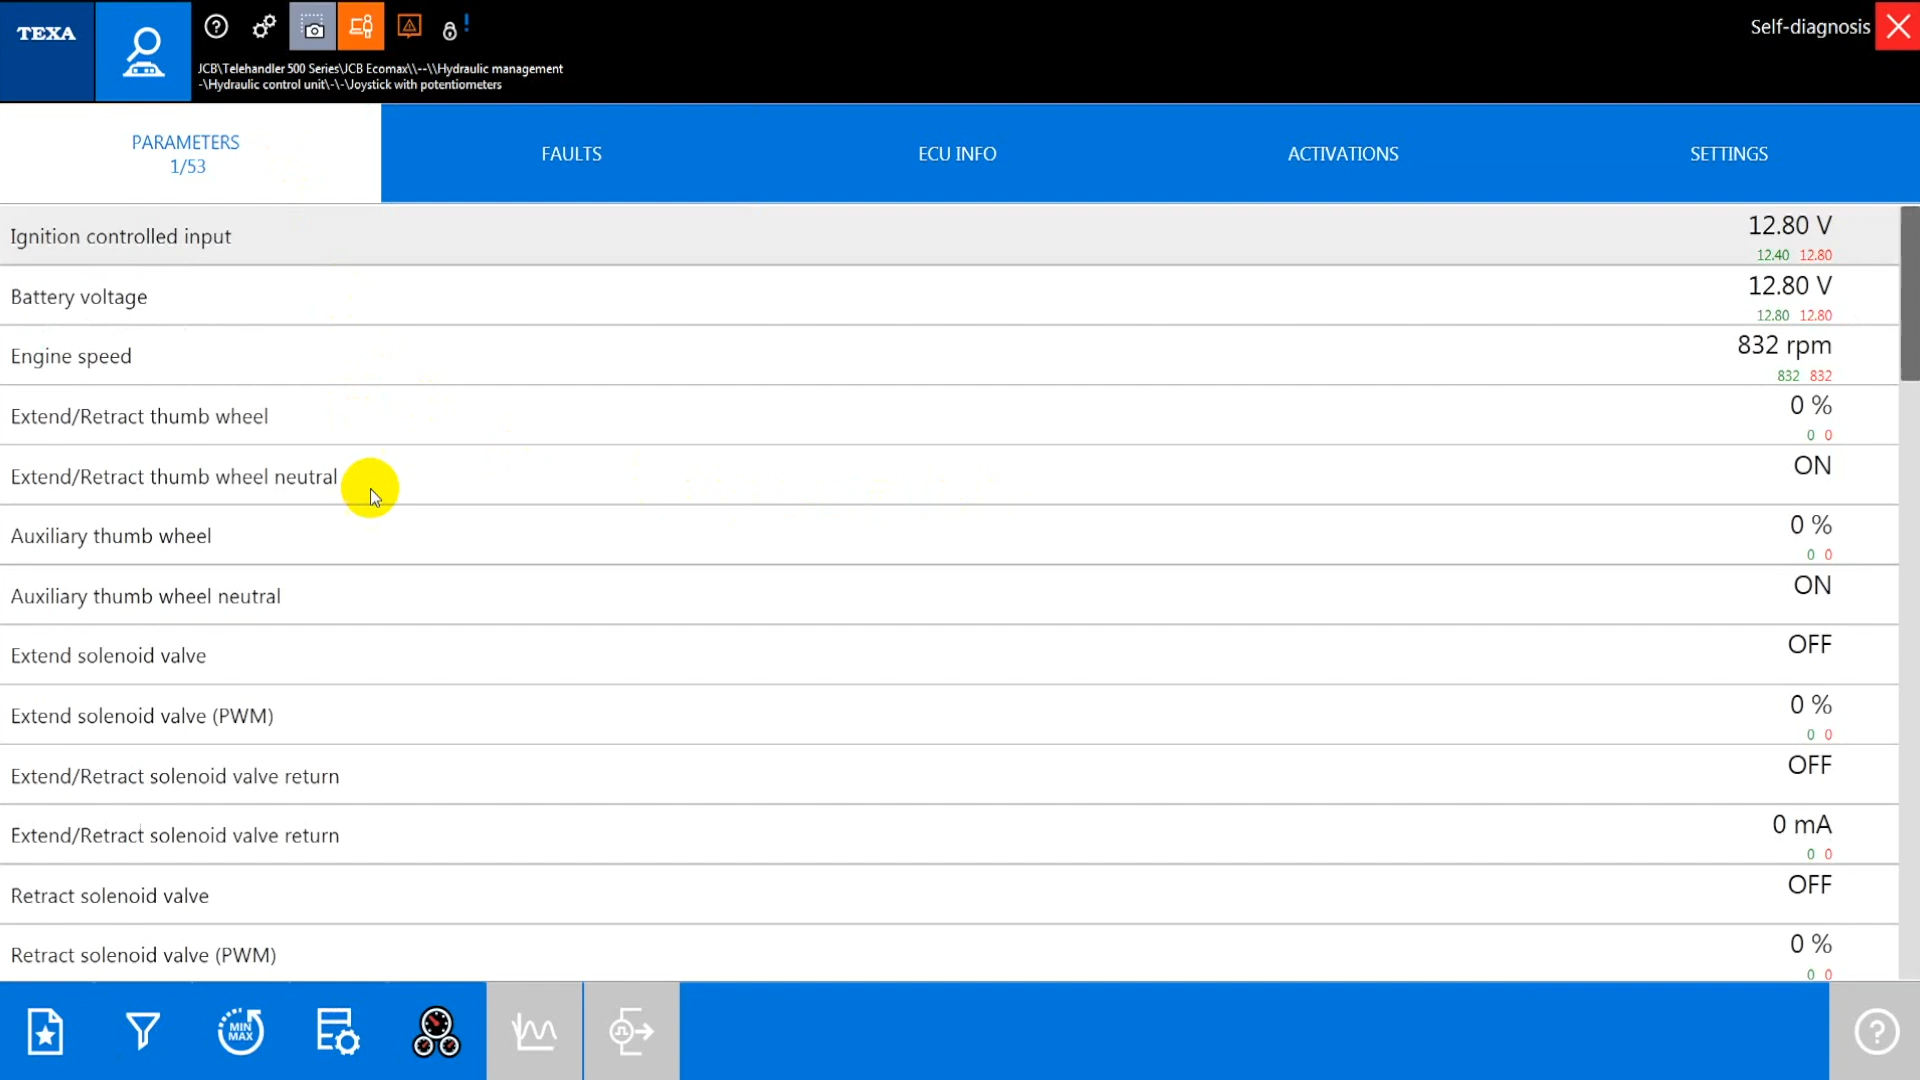 TEXA
Self-diagnosis
JCB\Telehandler 500 Series\JCB Ecomax\\--\\Hydraulic management
-\Hydraulic control unit\-\-\Joystick with potentiometers
PARAMETERS
1/53
FAULTS
ECU INFO
ACTIVATIONS
SETTINGS
Ignition controlled input
12.80 V
12.40 12.80
Battery voltage
12.80 V
12.80 12.80
Engine speed
832 rpm
832 832
Extend/Retract thumb wheel
0 %
0 0
Extend/Retract thumb wheel neutral
ON
Auxiliary thumb wheel
0 %
0 0
Auxiliary thumb wheel neutral
ON
Extend solenoid valve
OFF
Extend solenoid valve (PWM)
0 %
0 0
Extend/Retract solenoid valve return
OFF
Extend/Retract solenoid valve return
0 mA
0 0
Retract solenoid valve
OFF
Retract solenoid valve (PWM)
0 %
0 0
MIN
MAX